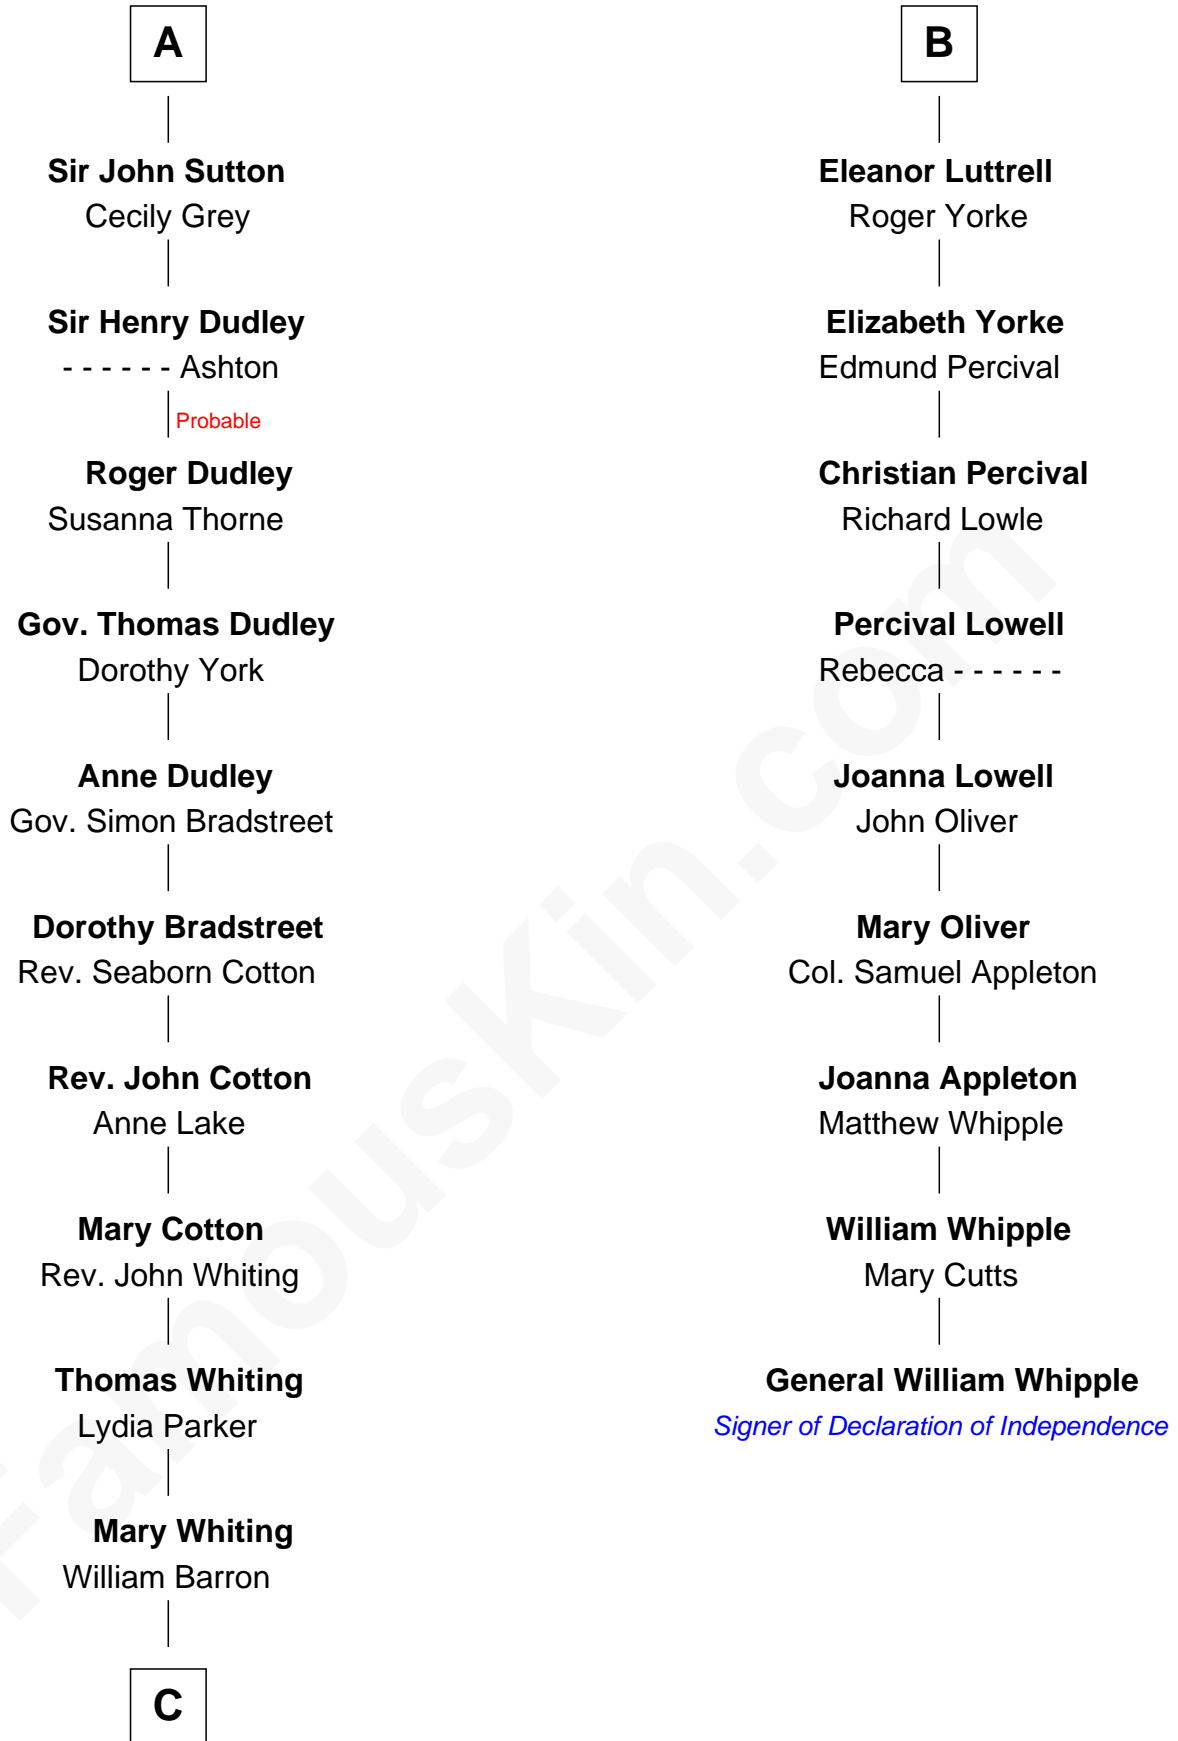 A
Sir John Sutton
Cecily Grey
Sir Henry Dudley
- - - - - - Ashton
Probable
Roger Dudley
Susanna Thorne
Gov. Thomas Dudley
Dorothy York
Anne Dudley
Gov. Simon Bradstreet
Dorothy Bradstreet
Rev. Seaborn Cotton
Rev. John Cotton
Anne Lake
Mary Cotton
Rev. John Whiting
Thomas Whiting
Lydia Parker
Mary Whiting
William Barron
C
B
Eleanor Luttrell
Roger Yorke
Elizabeth Yorke
Edmund Percival
Christian Percival
Richard Lowle
Percival Lowell
Rebecca - - - - - -
Joanna Lowell
John Oliver
Mary Oliver
Col. Samuel Appleton
Joanna Appleton
Matthew Whipple
William Whipple
Mary Cutts
General William Whipple
Signer of Declaration of Independence
FamousKin.com